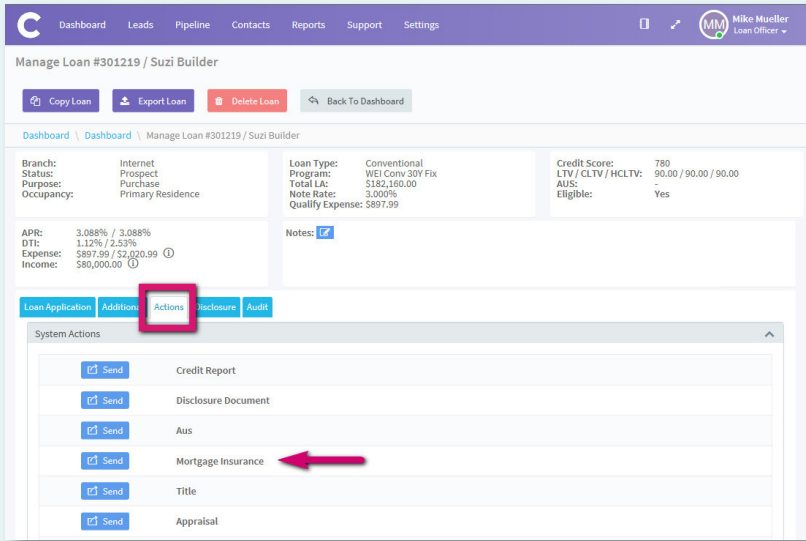 C Dashboard Leads Pipeline Contacts Reports Support Settings MM Mike Mueller
Loan Officer
Manage Loan #301219 / Suzi Builder
Copy Loan Export Loan Delete Loan Back To Dashboard
Dashboard \ Dashboard \ Manage Loan #301219 / Suzi Builder
Branch: Internet
Status: Prospect
Purpose: Purchase
Occupancy: Primary Residence
Loan Type: Conventional
Program: WEI Conv 30Y Fix
Total LA: $182,160.00
Note Rate: 3.000%
Qualify Expense: $897.99
Credit Score: 780
LTV / CLTV / HCLTV: 90.00 / 90.00 / 90.00
AUS: -
Eligible: Yes
APR: 3.088% / 3.088%
DTI: 1.12% / 2.53%
Expense: $897.99 / $2,020.99
Income: $80,000.00
Notes:
Loan Application Additiona Actions Disclosure Audit
System Actions
Send Credit Report
Send Disclosure Document
Send Aus
Send Mortgage Insurance
Send Title
Send Appraisal